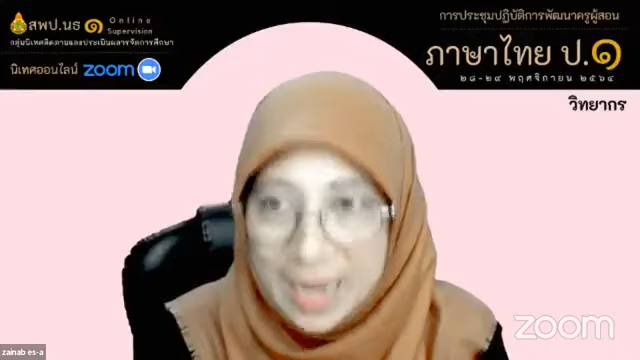 สพป.นธ ๑ Online Supervision
กลุ่มนิเทศติดตามและประเมินผลการจัดการศึกษา
นิเทศออนไลน์ zoom
การประชุมปฏิบัติการพัฒนาครูผู้สอน
ภาษาไทย ป.๑
๒๘-๒๙ พฤศจิกายน ๒๕๖๔
วิทยากร
zoom
zainab es-a